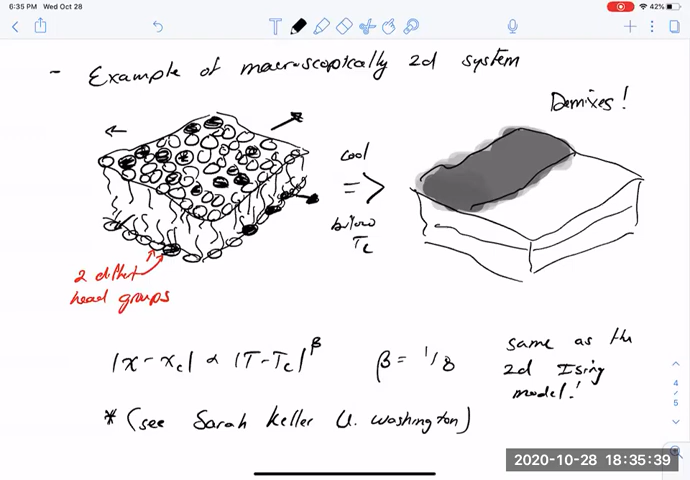 6:35 PM Wed Oct 28
42%
- Example of macroscopically 2d system
Demixes!
cool
=>
below
Tc
2 diffent
head groups
|x - xc| ∝ |T - Tc|^β
β = 1/8
same as the
2d Ising
model!
* (see Sarah Keller U. Washington)
4
/
5
2020-10-28 18:35:39